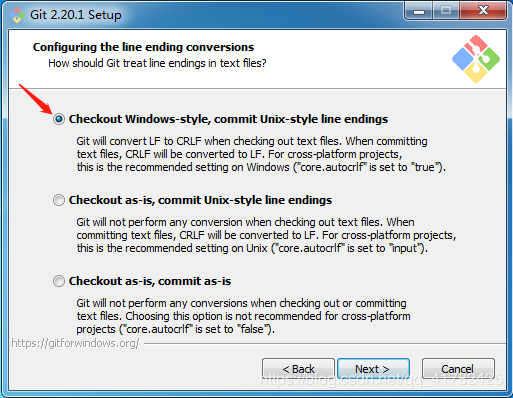 Git 2.20.1 Setup
Configuring the line ending conversions
How should Git treat line endings in text files?
Checkout Windows-style, commit Unix-style line endings
Git will convert LF to CRLF when checking out text files. When committing
text files, CRLF will be converted to LF. For cross-platform projects,
this is the recommended setting on Windows ("core.autocrlf" is set to "true").
Checkout as-is, commit Unix-style line endings
Git will not perform any conversion when checking out text files. When
committing text files, CRLF will be converted to LF. For cross-platform projects,
this is the recommended setting on Unix ("core.autocrlf" is set to "input").
Checkout as-is, commit as-is
Git will not perform any conversions when checking out or committing
text files. Choosing this option is not recommended for cross-platform
projects ("core.autocrlf" is set to "false").
https://gitforwindows.org/
< Back Next > Cancel
https://blog.csdn.net/qq_41782425